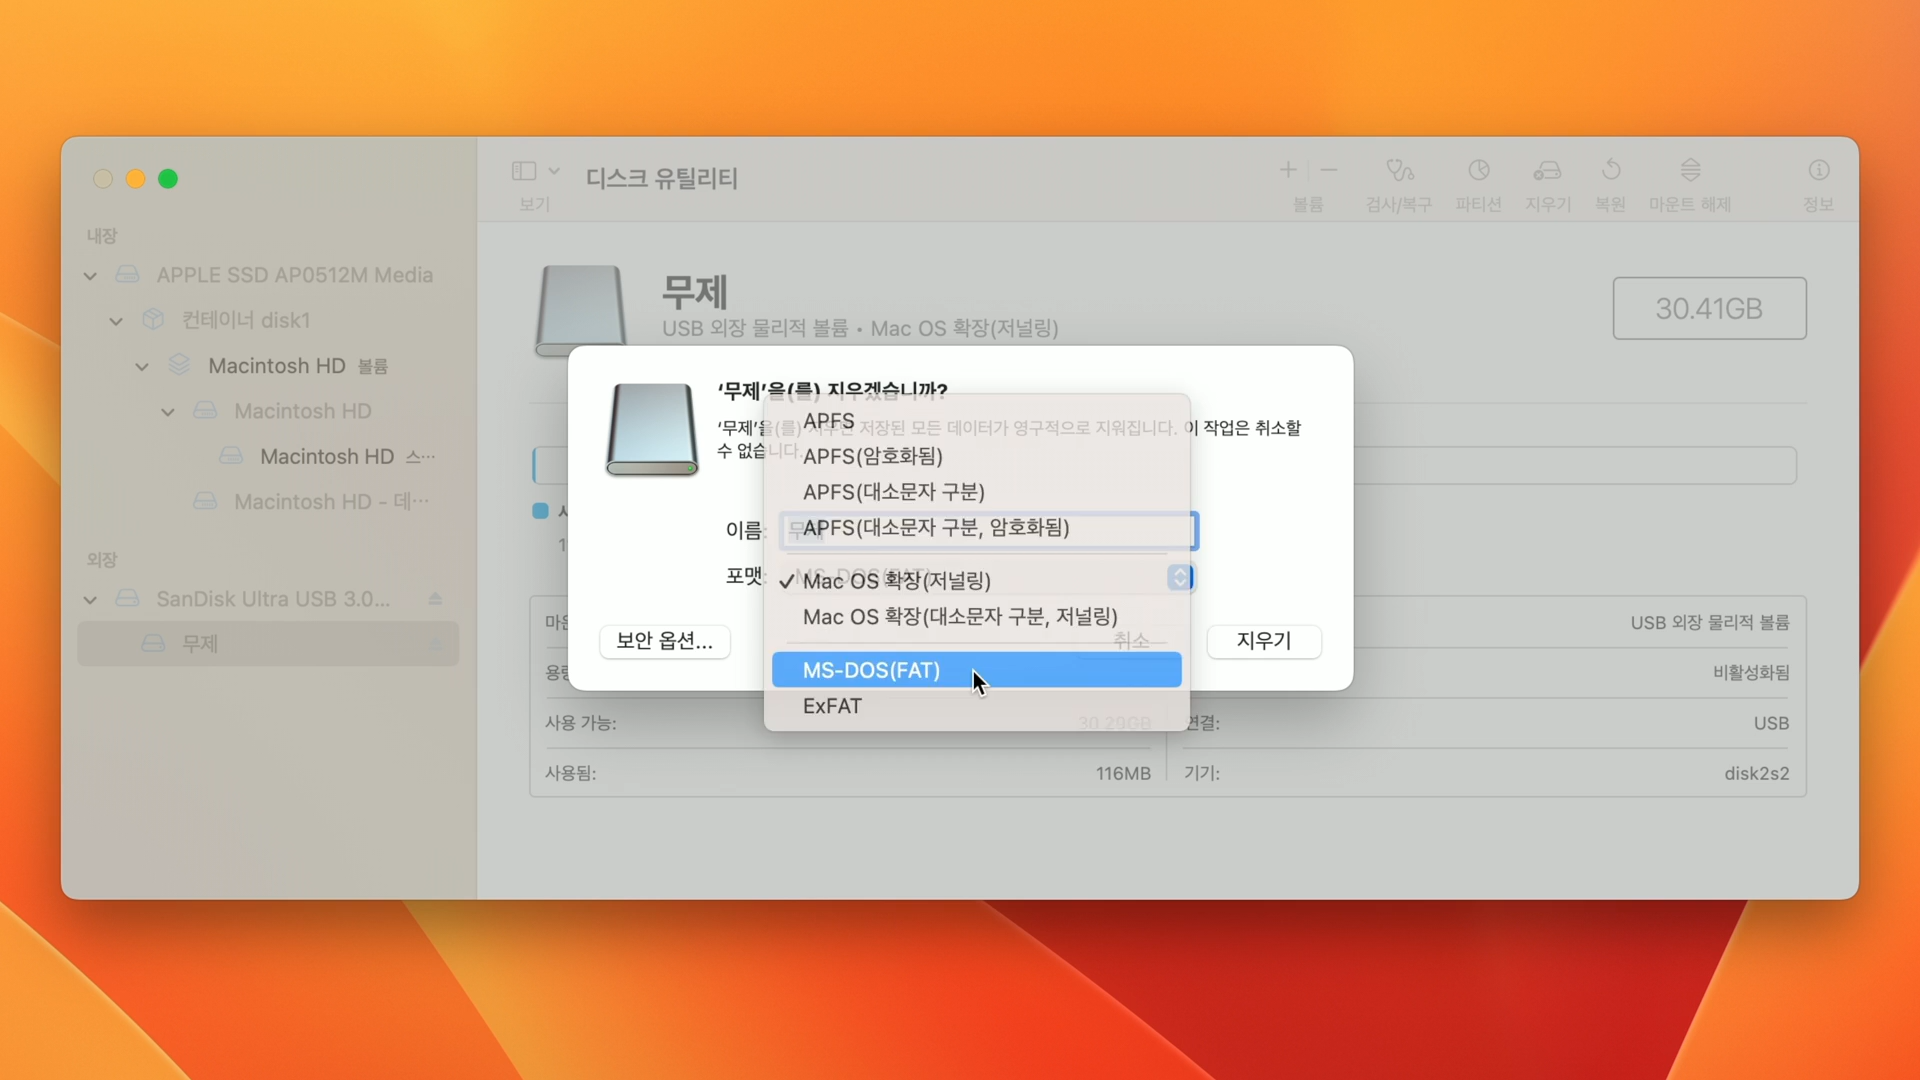 디스크 유틸리티
보기
볼륨
검사/복구
파티션
지우기
복원
마운트 해제
정보
내장
APPLE SSD AP0512M Media
컨테이너 disk1
Macintosh HD 볼륨
Macintosh HD
Macintosh HD 스…
Macintosh HD - 데…
외장
SanDisk Ultra USB 3.0...
무제
무제
USB 외장 물리적 볼륨 • Mac OS 확장(저널링)
30.41GB
‘무제’을(를) 지우겠습니까?
‘무제’을(를) 지우면 저장된 모든 데이터가 영구적으로 지워집니다. 이 작업은 취소할
수 없습니다.
이름:
포맷:
APFS
APFS(암호화됨)
APFS(대소문자 구분)
APFS(대소문자 구분, 암호화됨)
✓ Mac OS 확장(저널링)
Mac OS 확장(대소문자 구분, 저널링)
MS-DOS(FAT)
ExFAT
보안 옵션...
취소
지우기
USB 외장 물리적 볼륨
비활성화됨
사용 가능:
30.29GB
연결:
USB
사용됨:
116MB
기기:
disk2s2